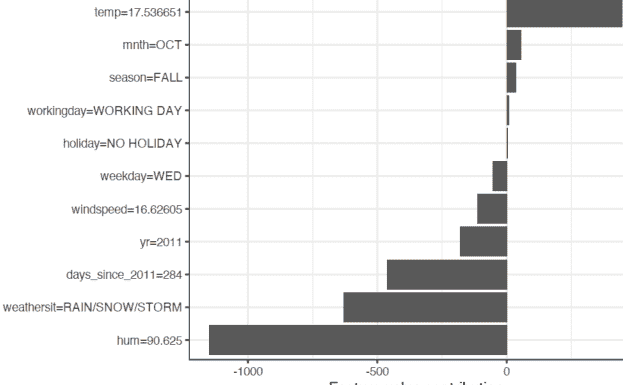 temp=17.536651
mnth=OCT
season=FALL
workingday=WORKING DAY
holiday=NO HOLIDAY
weekday=WED
windspeed=16.62605
yr=2011
days_since_2011=284
weathersit=RAIN/SNOW/STORM
hum=90.625
-1000 -500 0